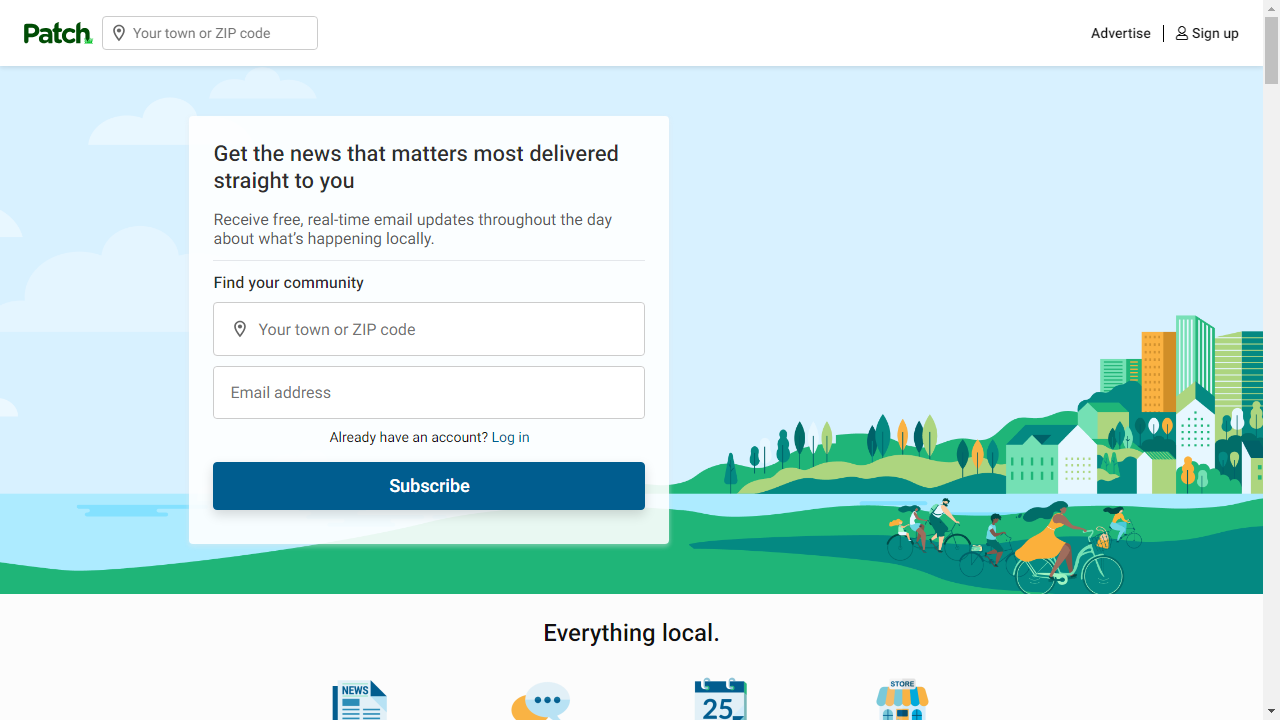 Patch
Your town or ZIP code
Advertise
Sign up
Get the news that matters most delivered
straight to you
Receive free, real-time email updates throughout the day
about what's happening locally.
Find your community
Your town or ZIP code
Email address
Already have an account? Log in
Subscribe
Everything local.
NEWS
25
STORE